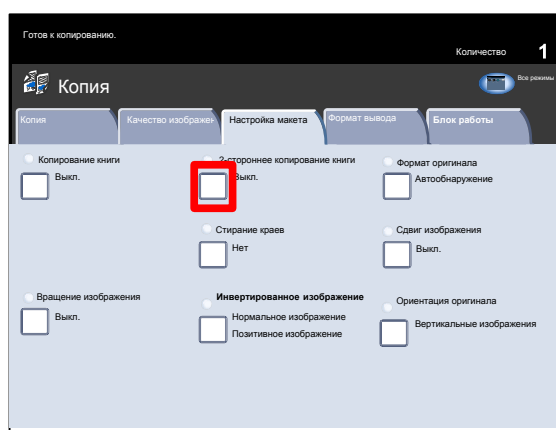 Готов к копированию.
Количество 1
Копия
Все режимы
Копия
Качество изображен
Настройка макета
Формат вывода
Блок работы
Копирование книги
Выкл.
2-стороннее копирование книги
Выкл.
Формат оригинала
Автообнаружение
Стирание краев
Нет
Сдвиг изображения
Выкл.
Вращение изображения
Выкл.
Инвертированное изображение
Нормальное изображение
Позитивное изображение
Ориентация оригинала
Вертикальные изображения